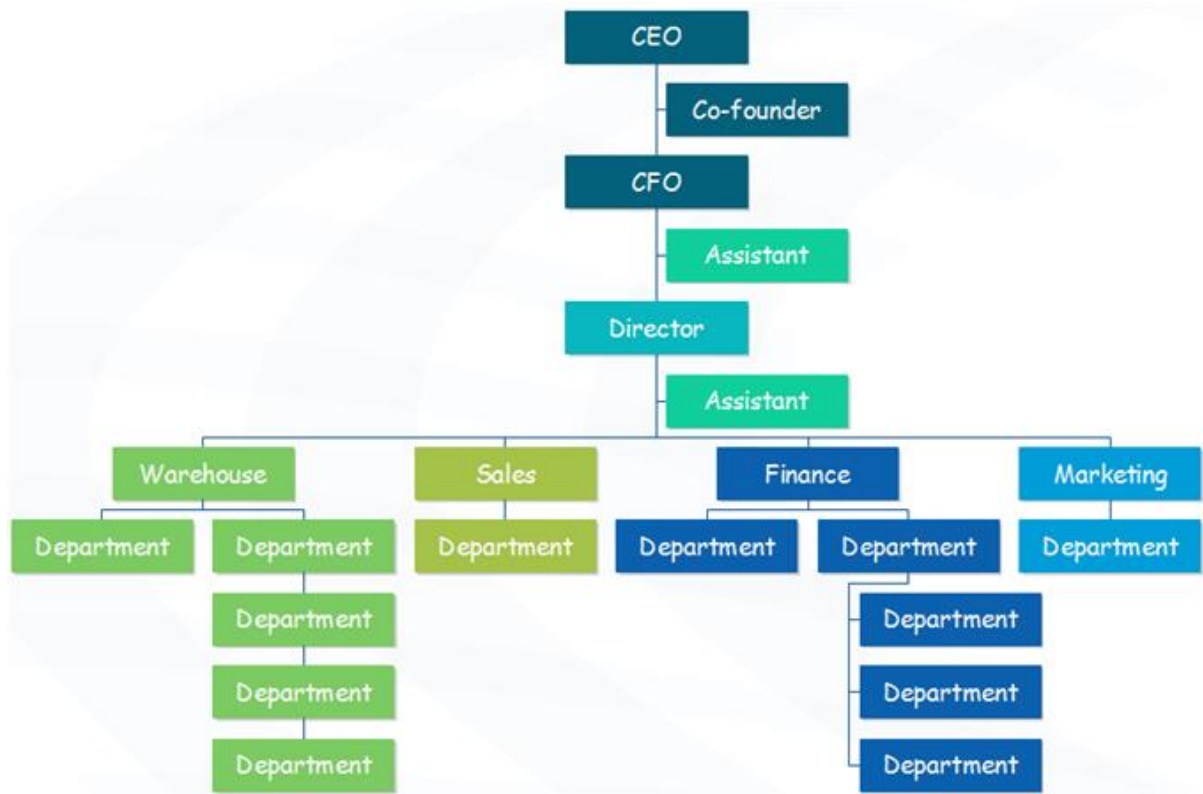 CEO
Co-founder
CFO
Assistant
Director
Assistant
Warehouse Sales Finance Marketing
Department Department Department Department Department Department
Department Department
Department Department
Department Department